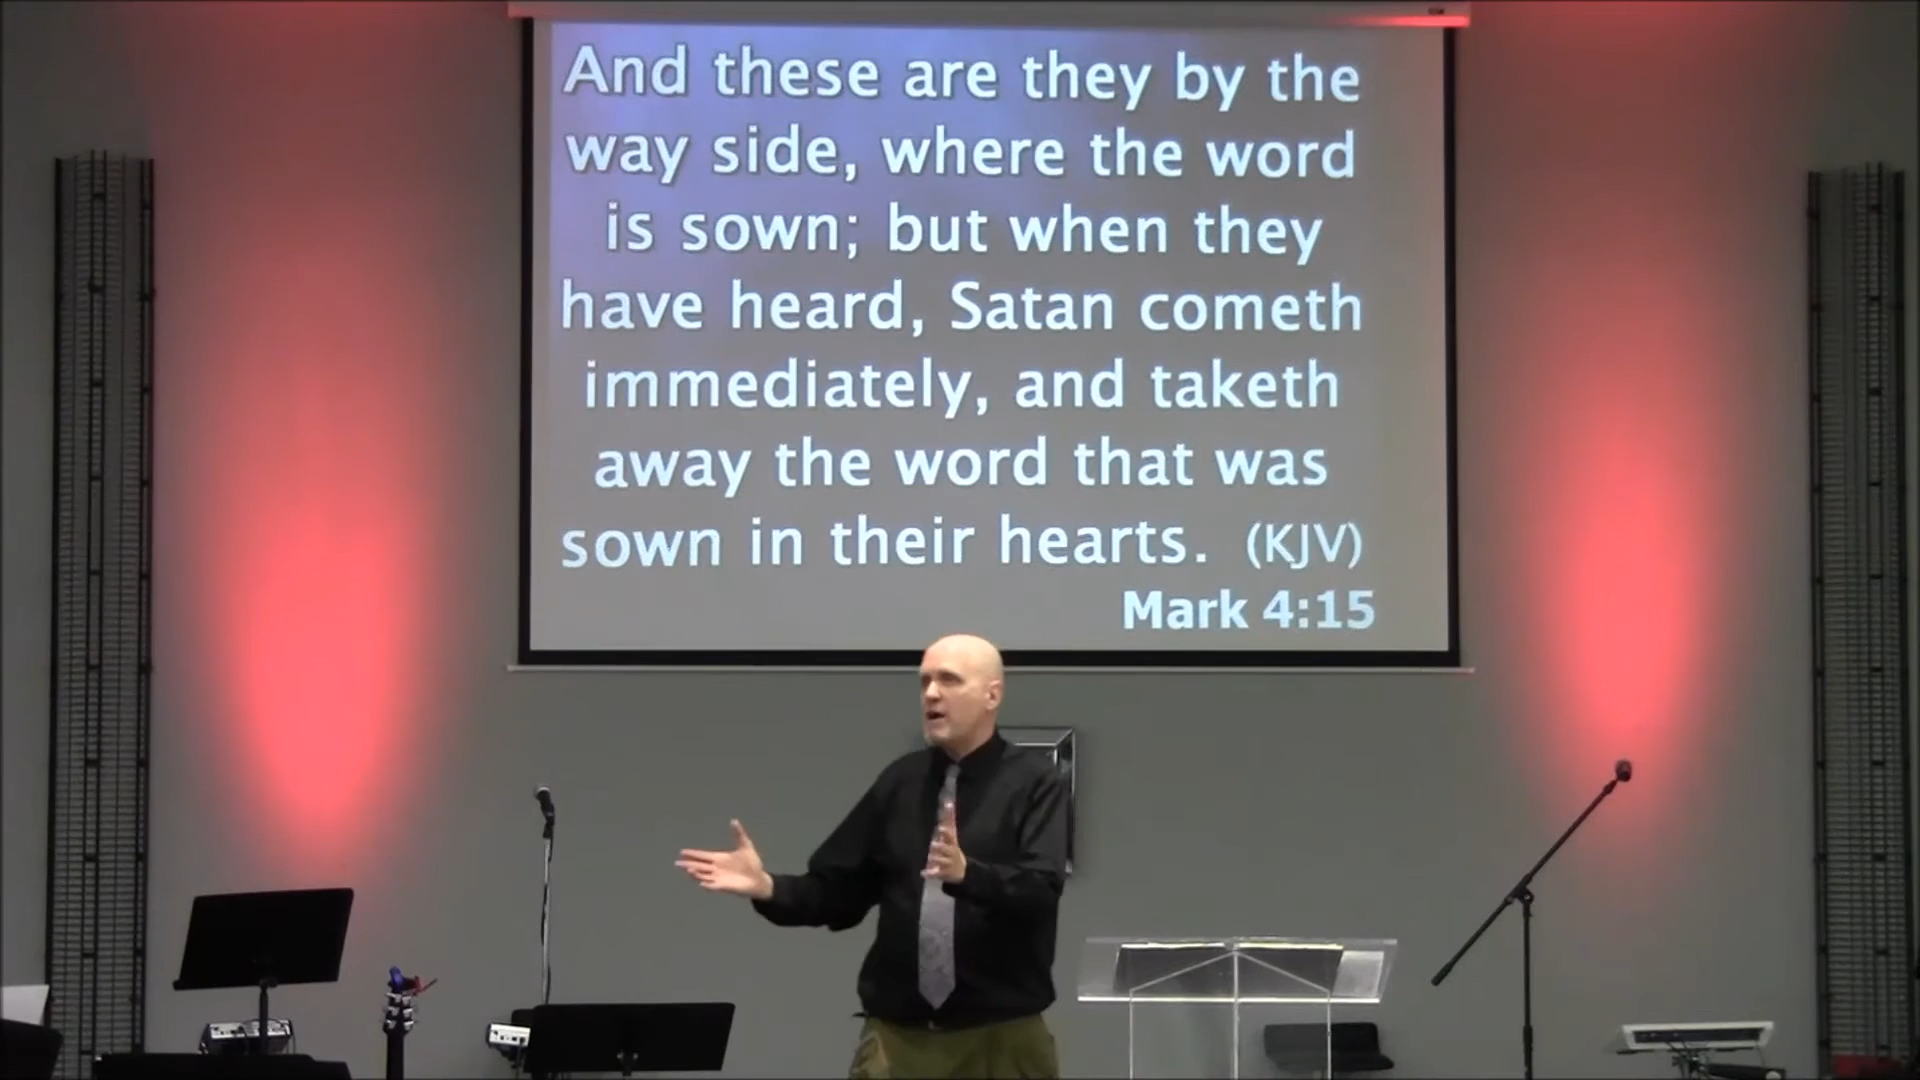 And these are they by the
way side, where the word
is sown; but when they
have heard, Satan cometh
immediately, and taketh
away the word that was
sown in their hearts. (KJV)
Mark 4:15